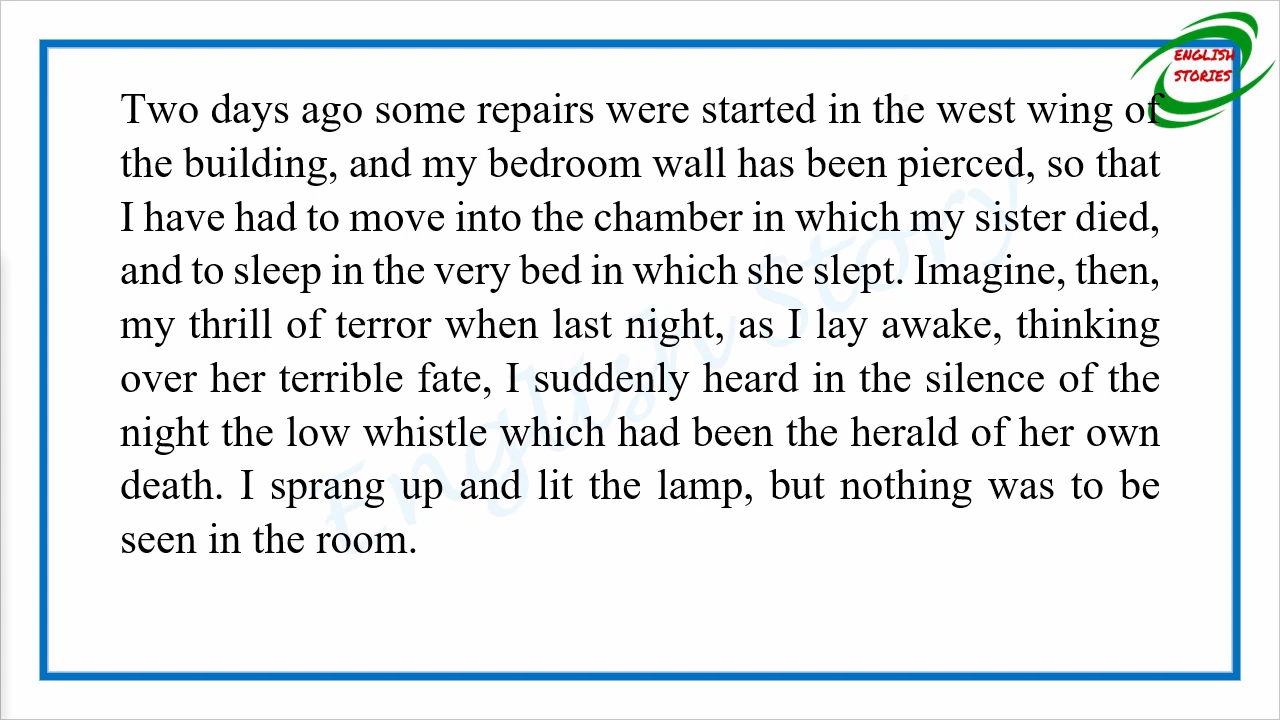 ENGLISH
STORIES
Two days ago some repairs were started in the west wing of
the building, and my bedroom wall has been pierced, so that
I have had to move into the chamber in which my sister died,
and to sleep in the very bed in which she slept. Imagine, then,
my thrill of terror when last night, as I lay awake, thinking
over her terrible fate, I suddenly heard in the silence of the
night the low whistle which had been the herald of her own
death. I sprang up and lit the lamp, but nothing was to be
seen in the room.
English Story